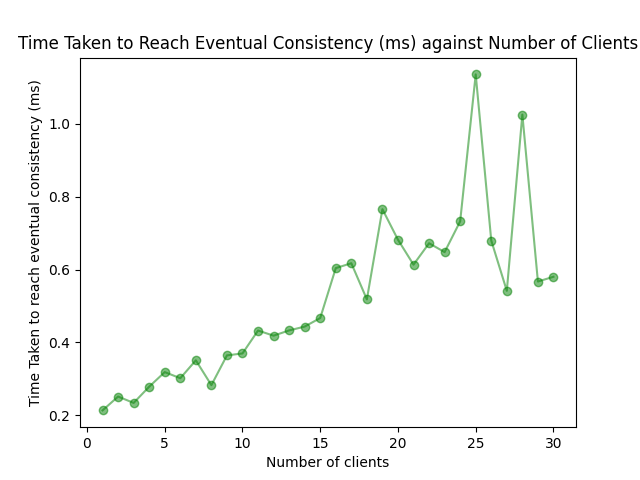 Time Taken to Reach Eventual Consistency (ms) against Number of Clients
Time Taken to reach eventual consistency (ms)
1.0
0.8
0.6
0.4
0.2
0 5 10 15 20 25 30
Number of clients